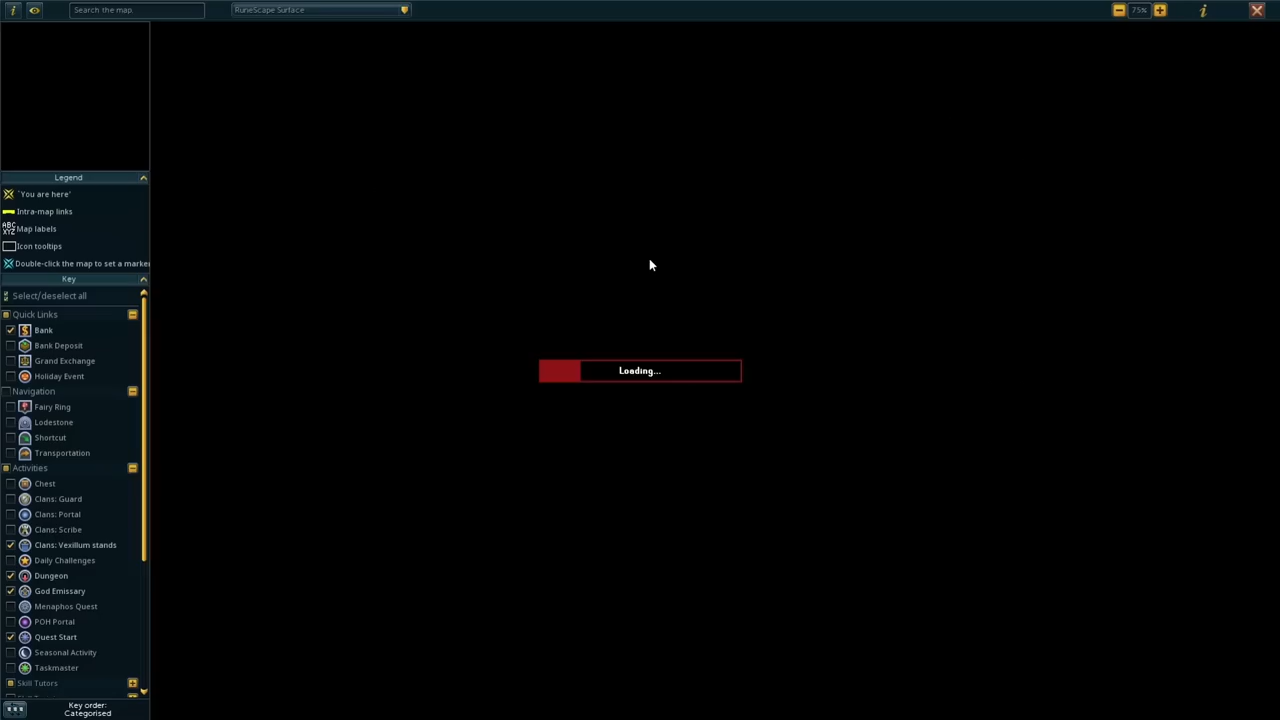 Search the map.
RuneScape Surface
75%
Legend
'You are here'
Intra-map links
ABC
XYZ
Map labels
Icon tooltips
Double-click the map to set a marke
Key
Select/deselect all
Quick Links
Bank
Bank Deposit
Grand Exchange
Holiday Event
Navigation
Fairy Ring
Lodestone
Shortcut
Transportation
Activities
Chest
Clans: Guard
Clans: Portal
Clans: Scribe
Clans: Vexillum stands
Daily Challenges
Dungeon
God Emissary
Menaphos Quest
POH Portal
Quest Start
Seasonal Activity
Taskmaster
Skill Tutors
Key order:
Categorised
Loading...